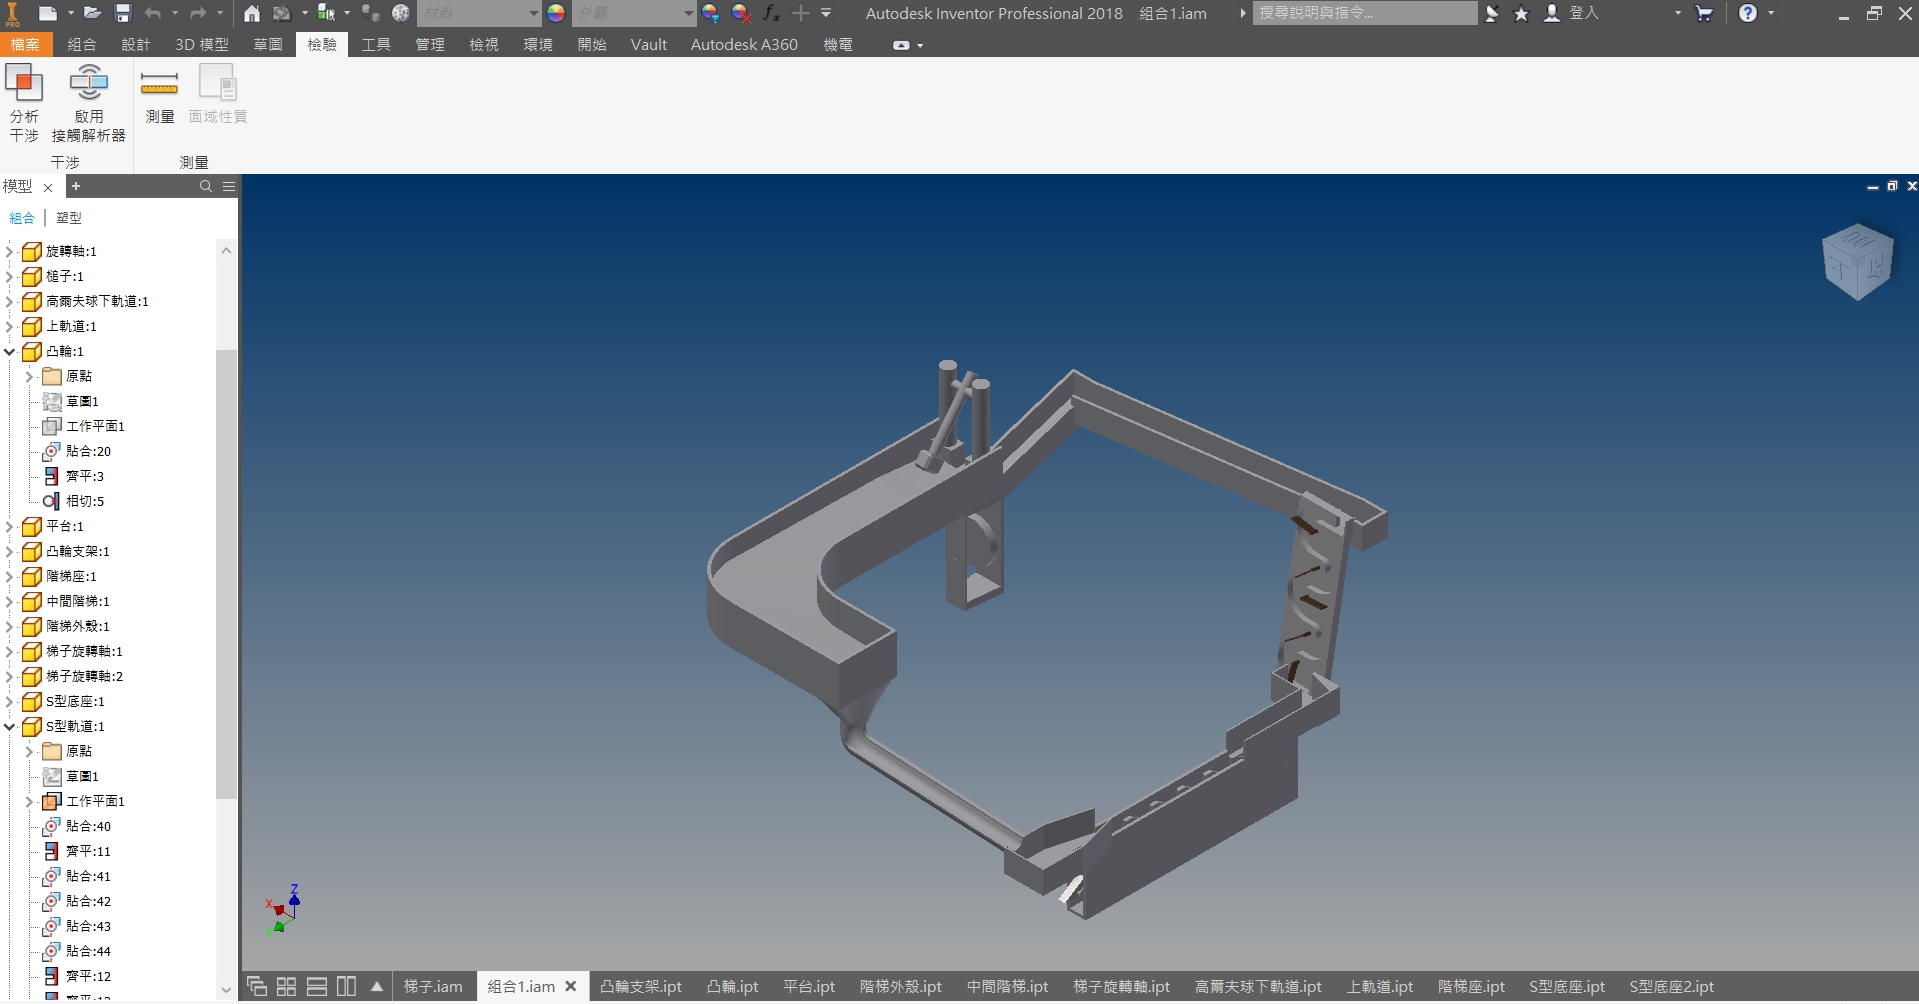 PRO
材料
外觀
fx
Autodesk Inventor Professional 2018 組合1.iam
搜尋說明與指令...
登入
檔案 組合 設計 3D 模型 草圖 檢驗 工具 管理 檢視 環境 開始 Vault Autodesk A360 機電
分析
干涉
啟用
接觸解析器
測量
面域性質
干涉
測量
模型
組合 | 塑型
旋轉軸:1
槌子:1
高爾夫球下軌道:1
上軌道:1
凸輪:1
原點
草圖1
工作平面1
貼合:20
齊平:3
相切:5
平台:1
凸輪支架:1
階梯座:1
中間階梯:1
階梯外殼:1
梯子旋轉軸:1
梯子旋轉軸:2
S型底座:1
S型軌道:1
原點
草圖1
工作平面1
貼合:40
齊平:11
貼合:41
貼合:42
貼合:43
貼合:44
齊平:12
Z
X
梯子.iam 組合1.iam 凸輪支架.ipt 凸輪.ipt 平台.ipt 階梯外殼.ipt 中間階梯.ipt 梯子旋轉軸.ipt 高爾夫球下軌道.ipt 上軌道.ipt 階梯座.ipt S型底座.ipt S型底座2.ipt